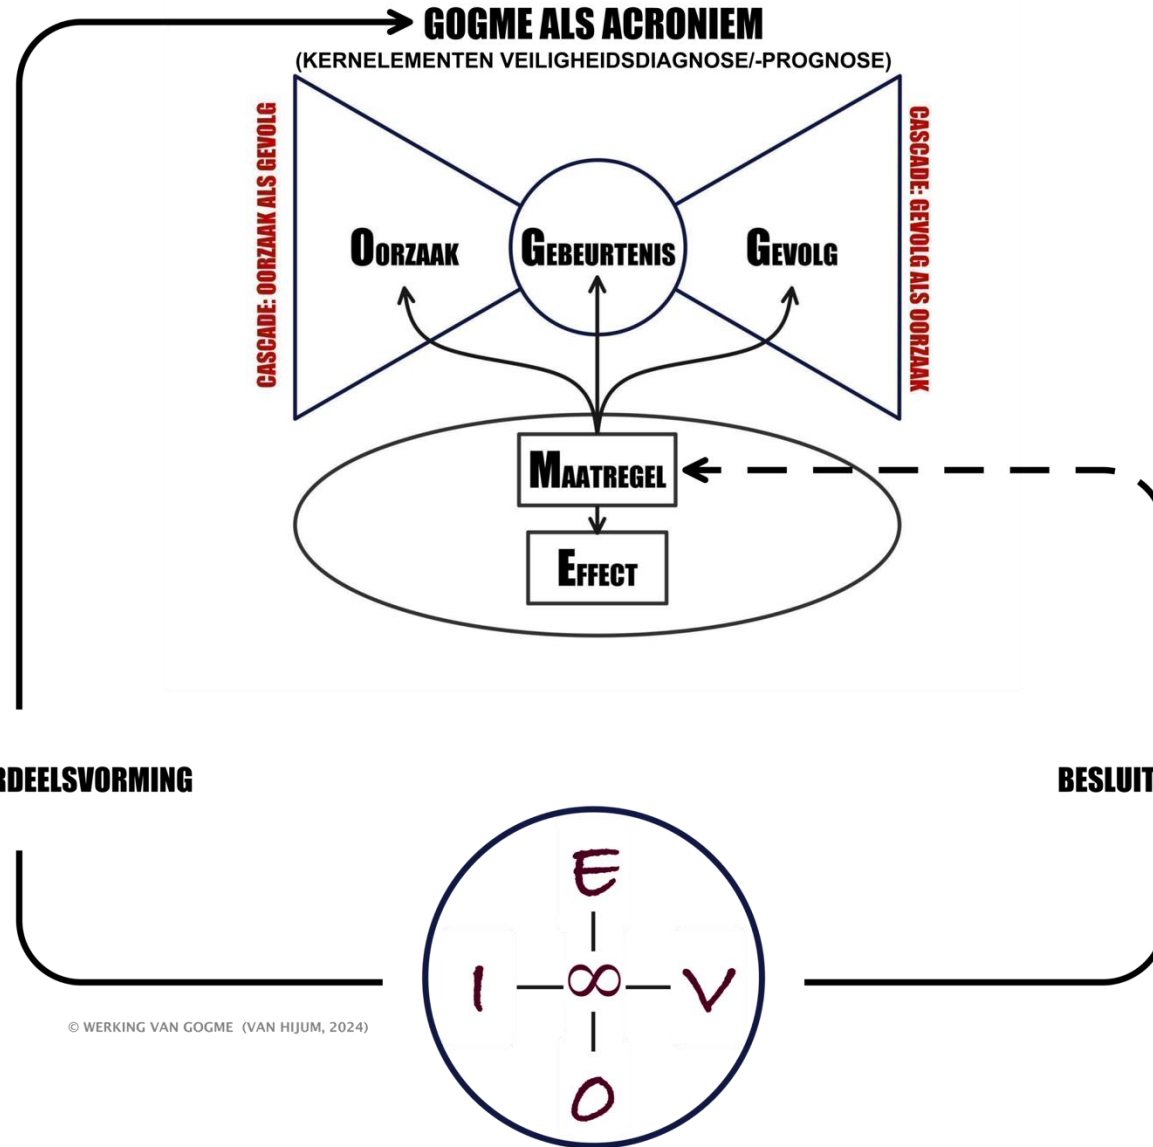 GOGME ALS ACRONIEM
(KERNELEMENTEN VEILIGHEIDSDIAGNOSE/-PROGNOSE)
CASCADE: OORZAAK ALS GEVOLG
OORZAAK
GEBEURTENIS
GEVOLG
CASCADE: GEVOLG ALS OORZAAK
MAATREGEL
EFFECT
RDEELSVORMING
BESLUIT
E
I ∞ V
O
© WERKING VAN GOGME (VAN HIJUM, 2024)